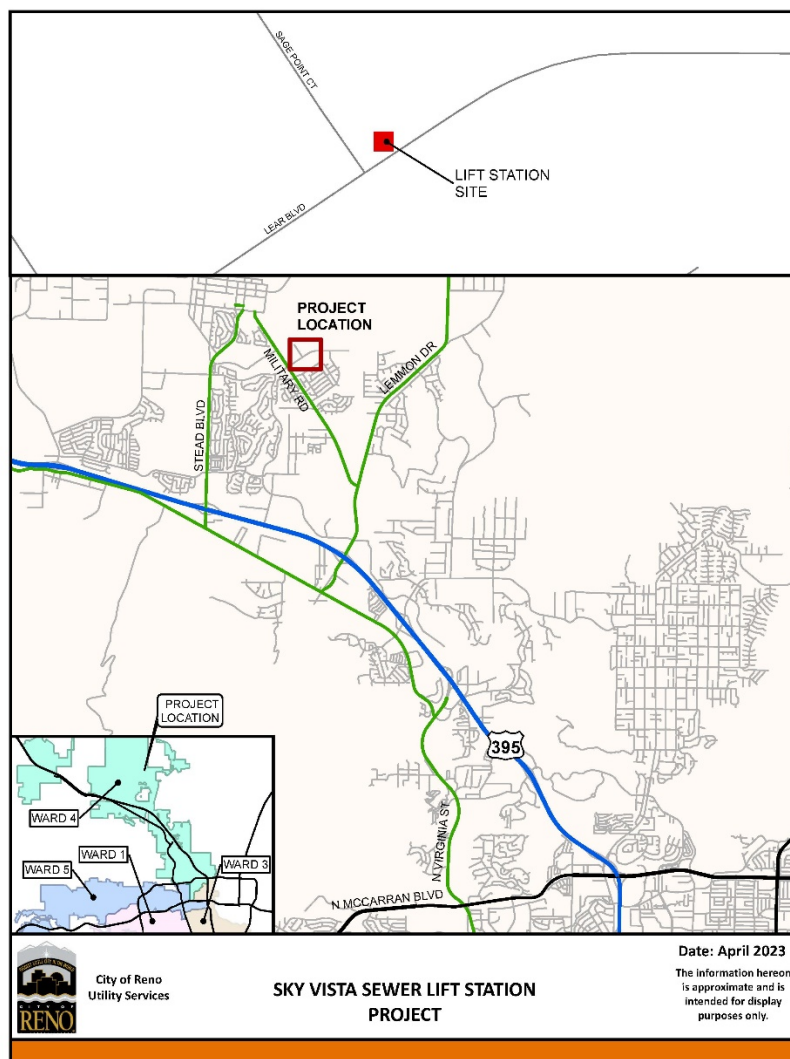 SAGE POINT CT
LIFT STATION
SITE
LEAR BLVD
PROJECT
LOCATION
MILITARY RD
LEMMON DR
STEAD BLVD
395
N VIRGINIA ST
N MCCARRAN BLVD
PROJECT
LOCATION
WARD 4
WARD 1
WARD 5
WARD 3
CITY OF
RENO
City of Reno
Utility Services
SKY VISTA SEWER LIFT STATION
PROJECT
Date: April 2023
The information hereon
is approximate and is
intended for display
purposes only.